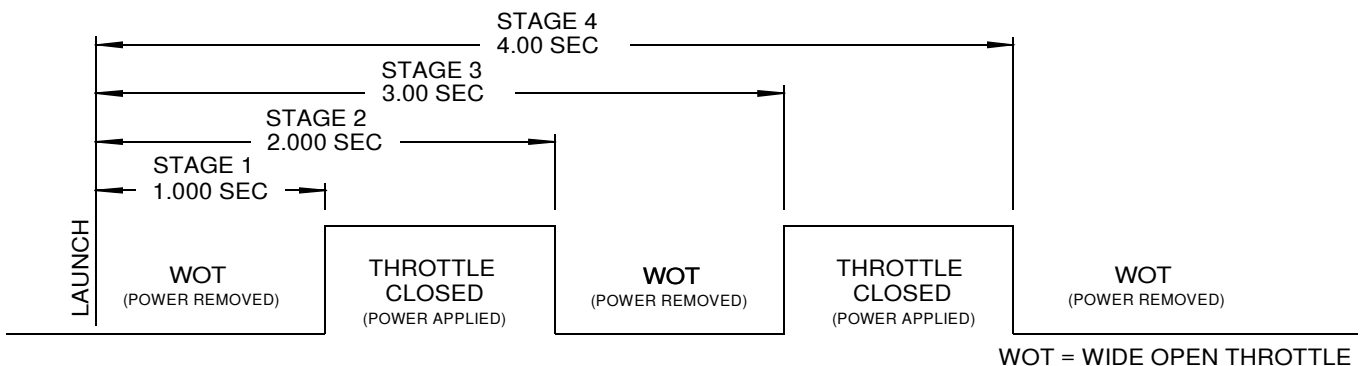 STAGE 4
4.00 SEC
STAGE 3
3.00 SEC
STAGE 2
2.000 SEC
STAGE 1
1.000 SEC
LAUNCH
WOT
(POWER REMOVED)
THROTTLE
CLOSED
(POWER APPLIED)
WOT
(POWER REMOVED)
THROTTLE
CLOSED
(POWER APPLIED)
WOT
(POWER REMOVED)
WOT = WIDE OPEN THROTTLE